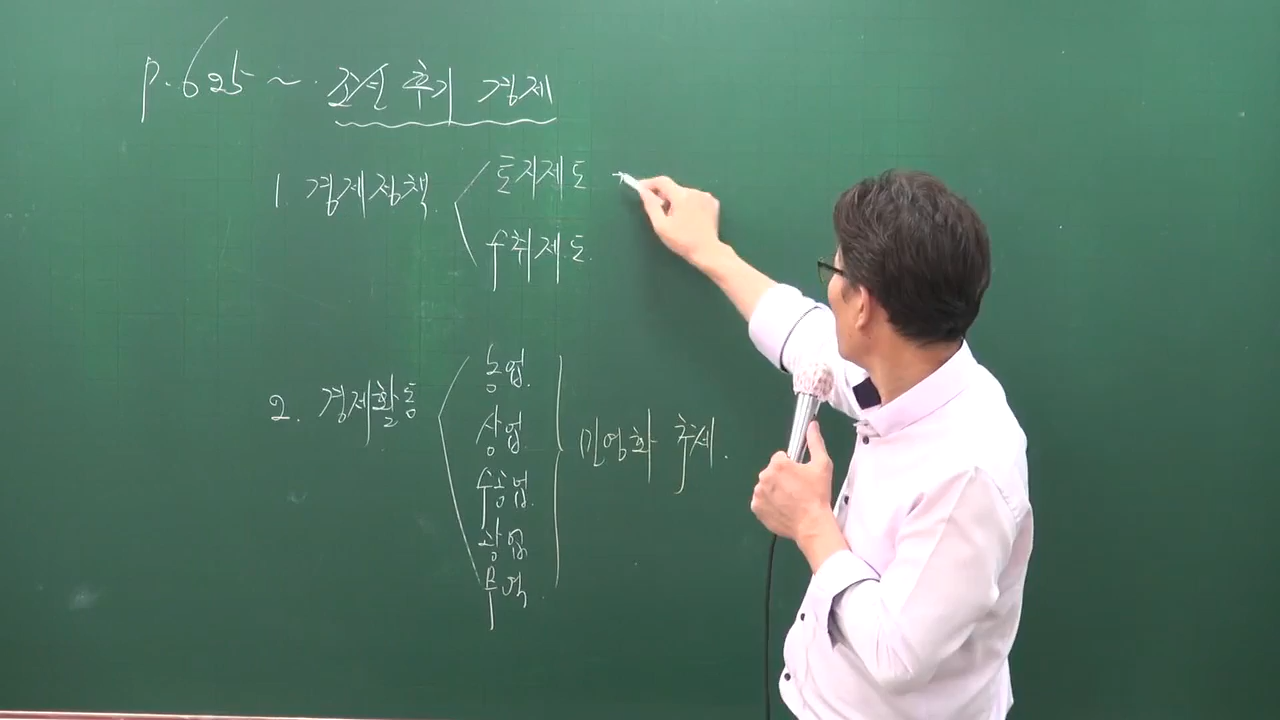 P. 625 ~ 조선 후기 경제
1. 경제정책
토지제도
수취제도.
2. 경제활동
농업.
상업.
수공업.
광업
무역.
민영화 추세.